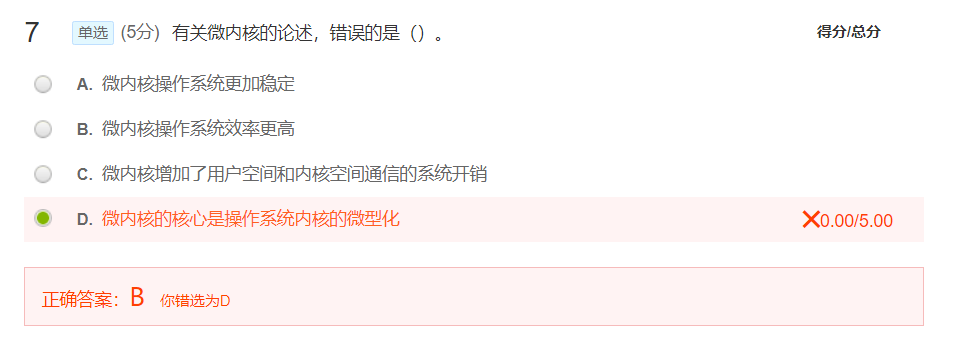 7 单选 (5分) 有关微内核的论述，错误的是（）。 得分/总分
A. 微内核操作系统更加稳定
B. 微内核操作系统效率更高
C. 微内核增加了用户空间和内核空间通信的系统开销
D. 微内核的核心是操作系统内核的微型化 0.00/5.00
正确答案：B 你错选为D